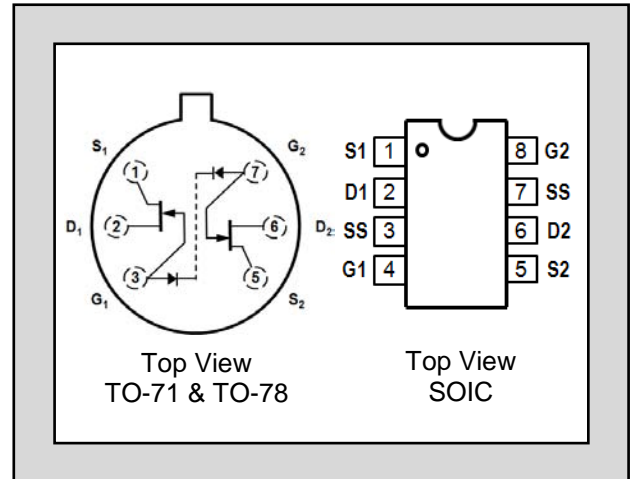 S1 G2
1 7
D1 2 6 D2:
3 5
G1 S2
Top View
TO-71 & TO-78
S1 1 8 G2
D1 2 7 SS
SS 3 6 D2
G1 4 5 S2
Top View
SOIC